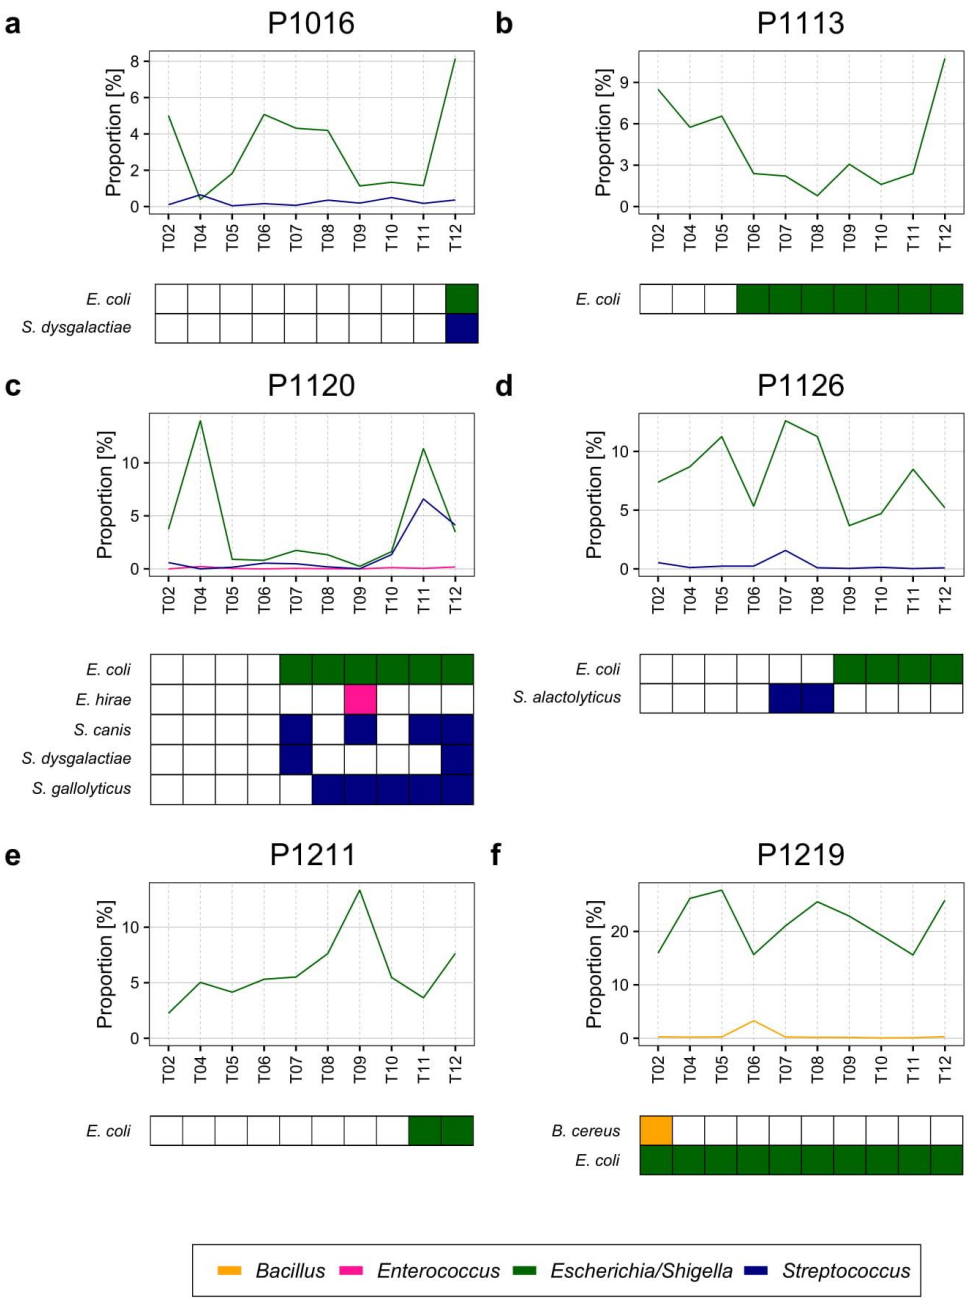 a P1016
Proportion [%]
8
6
4
2
0
T02 T04 T05 T06 T07 T08 T09 T10 T11 T12
E. coli
S. dysgalactiae
b P1113
Proportion [%]
9
6
3
0
T02 T04 T05 T06 T07 T08 T09 T10 T11 T12
E. coli
c P1120
Proportion [%]
10
5
0
T02 T04 T05 T06 T07 T08 T09 T10 T11 T12
E. coli
E. hirae
S. canis
S. dysgalactiae
S. gallolyticus
d P1126
Proportion [%]
10
5
0
T02 T04 T05 T06 T07 T08 T09 T10 T11 T12
E. coli
S. alactolyticus
e P1211
Proportion [%]
10
5
0
T02 T04 T05 T06 T07 T08 T09 T10 T11 T12
E. coli
f P1219
Proportion [%]
20
10
0
T02 T04 T05 T06 T07 T08 T09 T10 T11 T12
B. cereus
E. coli
Bacillus Enterococcus Escherichia/Shigella Streptococcus